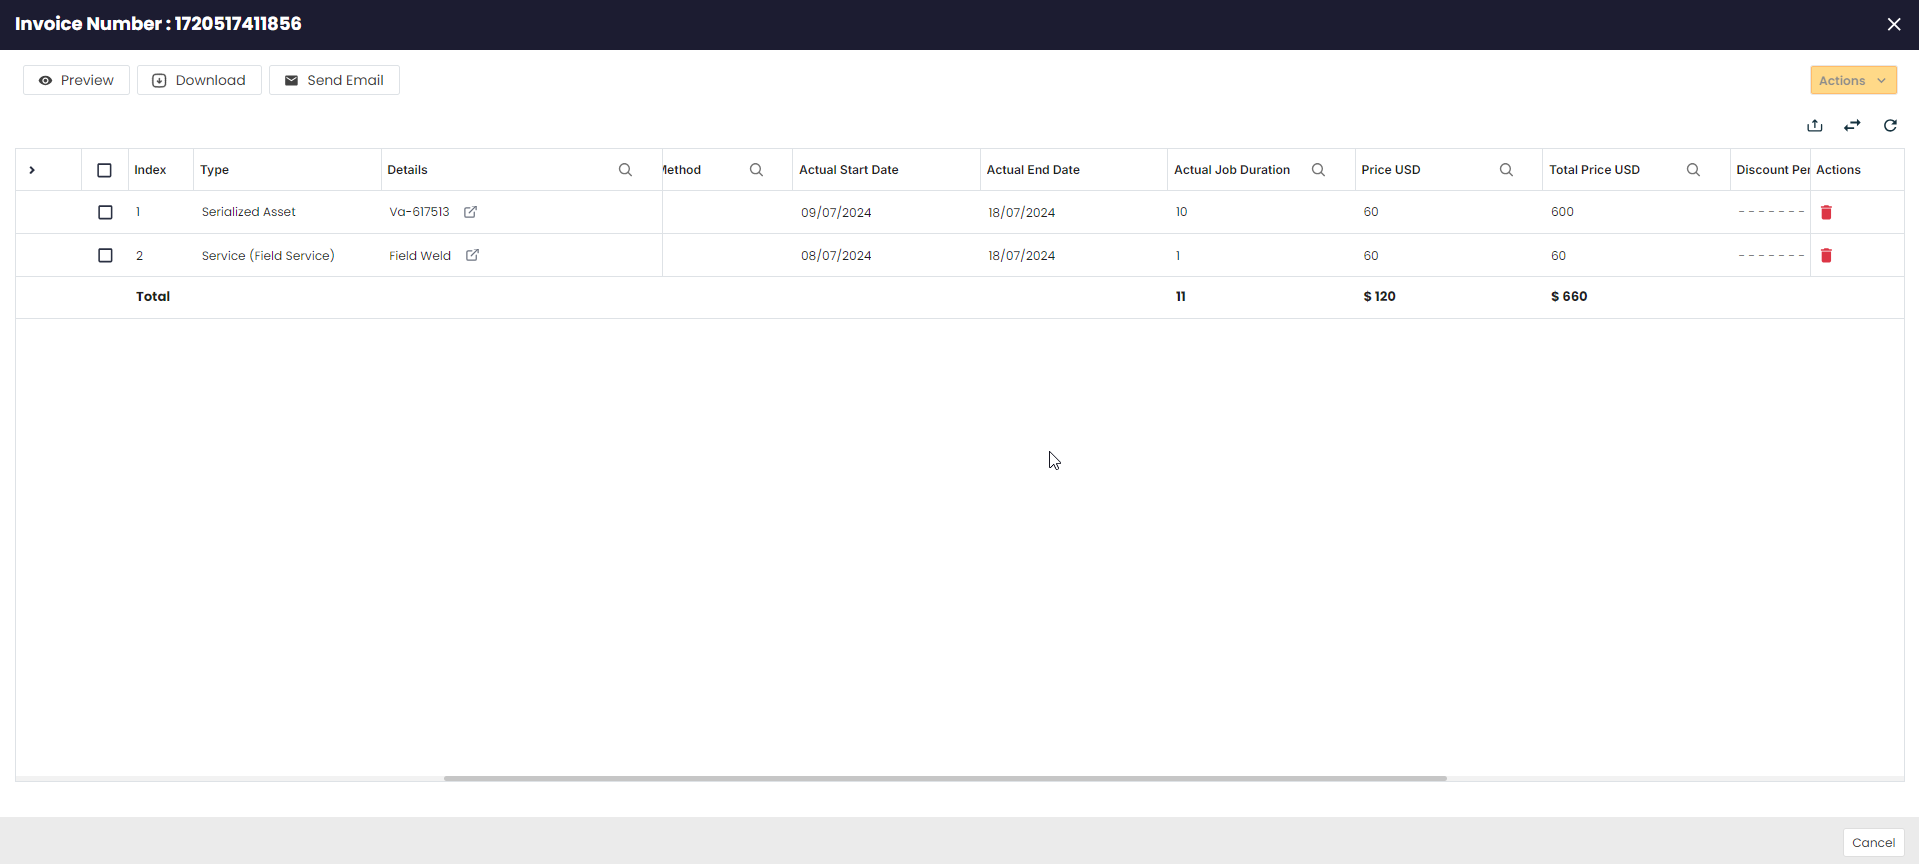 Invoice Number : 1720517411856
Preview Download Send Email Actions
Index Type Details Method Actual Start Date Actual End Date Actual Job Duration Price USD Total Price USD Discount Per Actions
1 Serialized Asset Va-617513 09/07/2024 18/07/2024 10 60 600 -------
2 Service (Field Service) Field Weld 08/07/2024 18/07/2024 1 60 60 -------
Total 11 $ 120 $ 660
Cancel